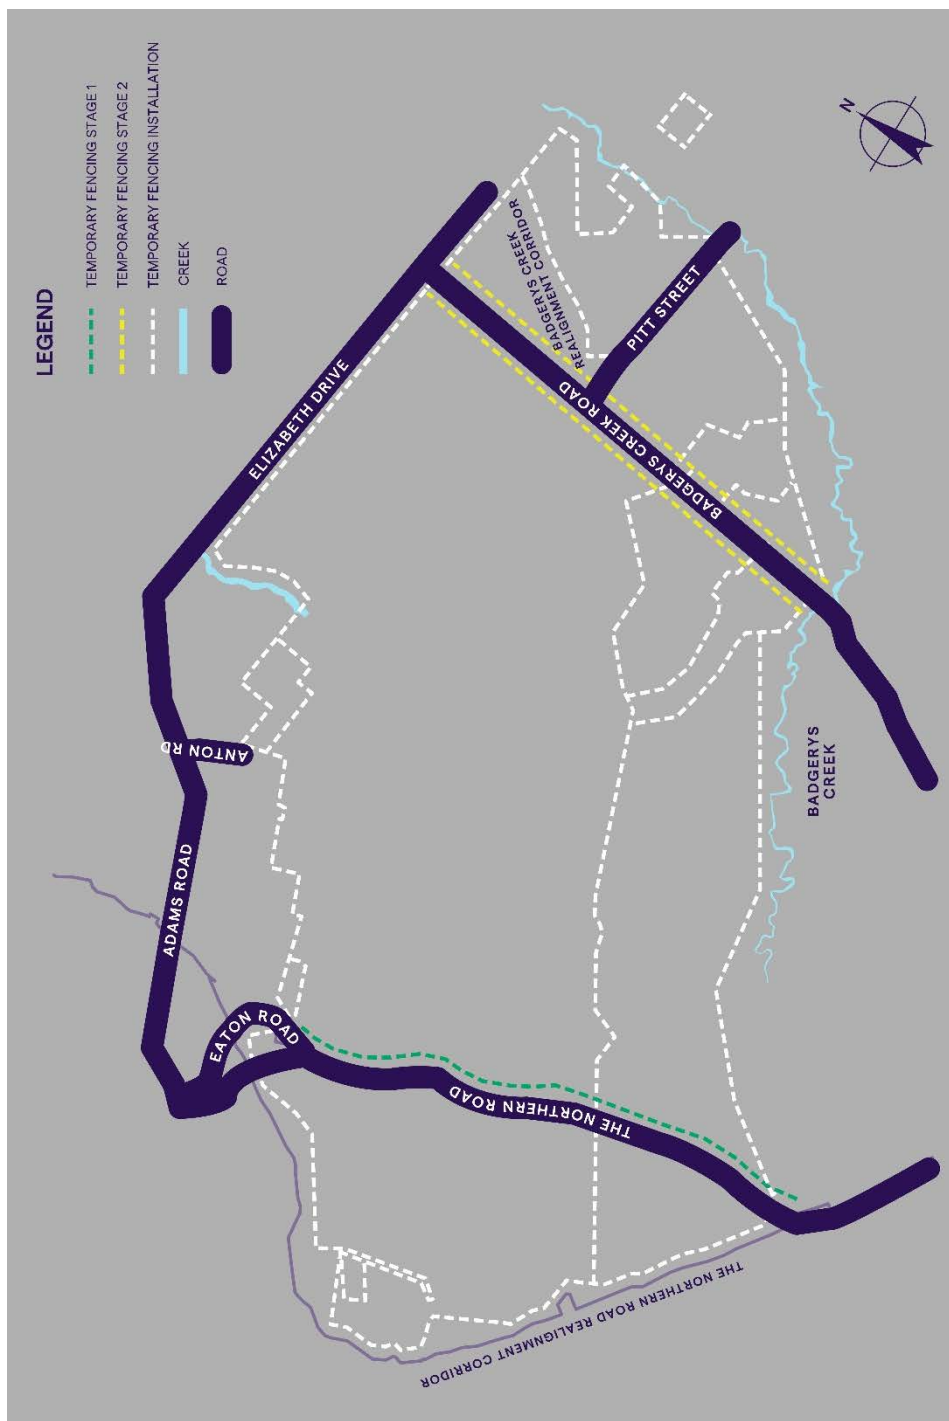 LEGEND
TEMPORARY FENCING STAGE 1
TEMPORARY FENCING STAGE 2
TEMPORARY FENCING INSTALLATION
CREEK
ROAD
N
ELIZABETH DRIVE
BADGERYS CREEK
REALIGNMENT CORRIDOR
PITT STREET
BADGERYS CREEK ROAD
ANTON RD
BADGERYS
CREEK
ADAMS ROAD
EATON ROAD
THE NORTHERN ROAD
THE NORTHERN ROAD REALIGNMENT CORRIDOR